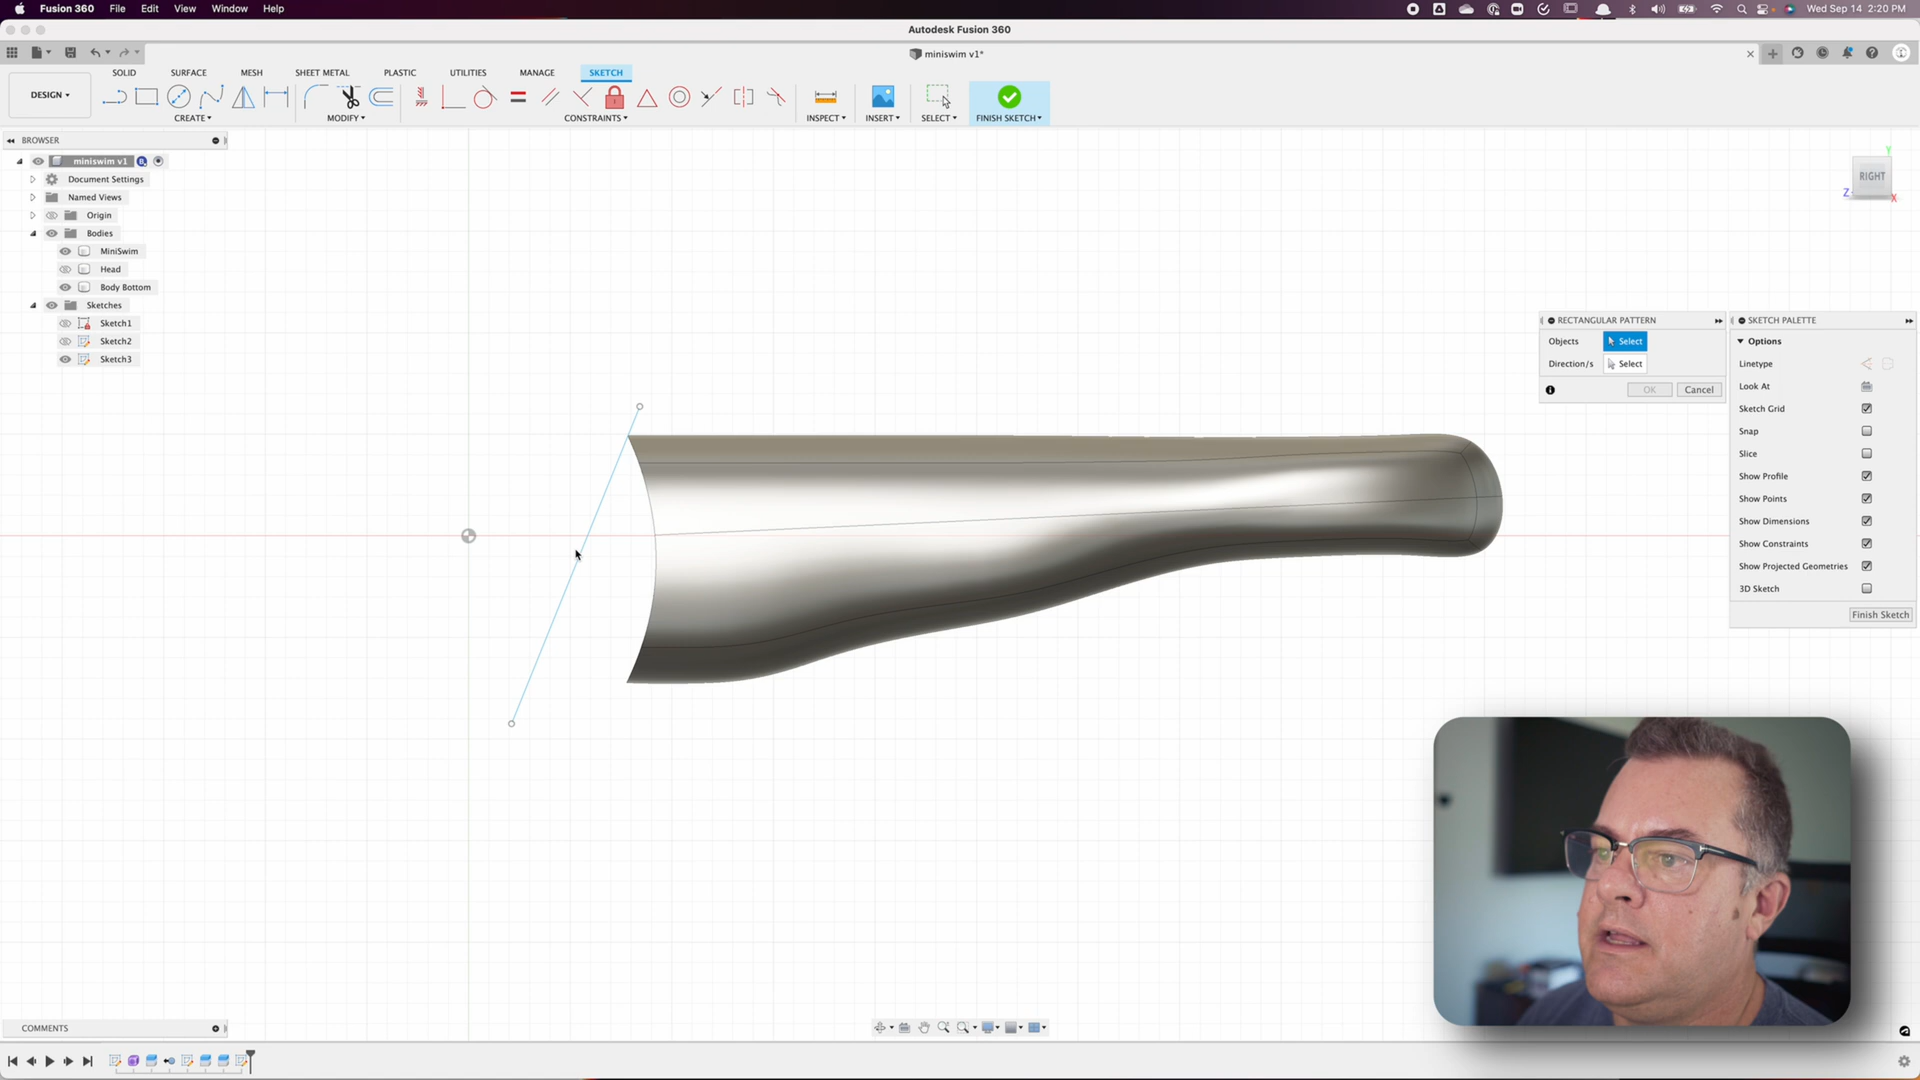 Fusion 360 File Edit View Window Help Wed Sep 14 2:20 PM
Autodesk Fusion 360
miniswim v1*
SOLID SURFACE MESH SHEET METAL PLASTIC UTILITIES MANAGE SKETCH
DESIGN
CREATE MODIFY CONSTRAINTS INSPECT INSERT SELECT FINISH SKETCH
BROWSER
miniswim v1
Document Settings
Named Views
Origin
Bodies
MiniSwim
Head
Body Bottom
Sketches
Sketch1
Sketch2
Sketch3
Y
RIGHT
Z
X
RECTANGULAR PATTERN
Objects Select
Direction/s Select
OK Cancel
SKETCH PALETTE
Options
Linetype
Look At
Sketch Grid
Snap
Slice
Show Profile
Show Points
Show Dimensions
Show Constraints
Show Projected Geometries
3D Sketch
Finish Sketch
COMMENTS